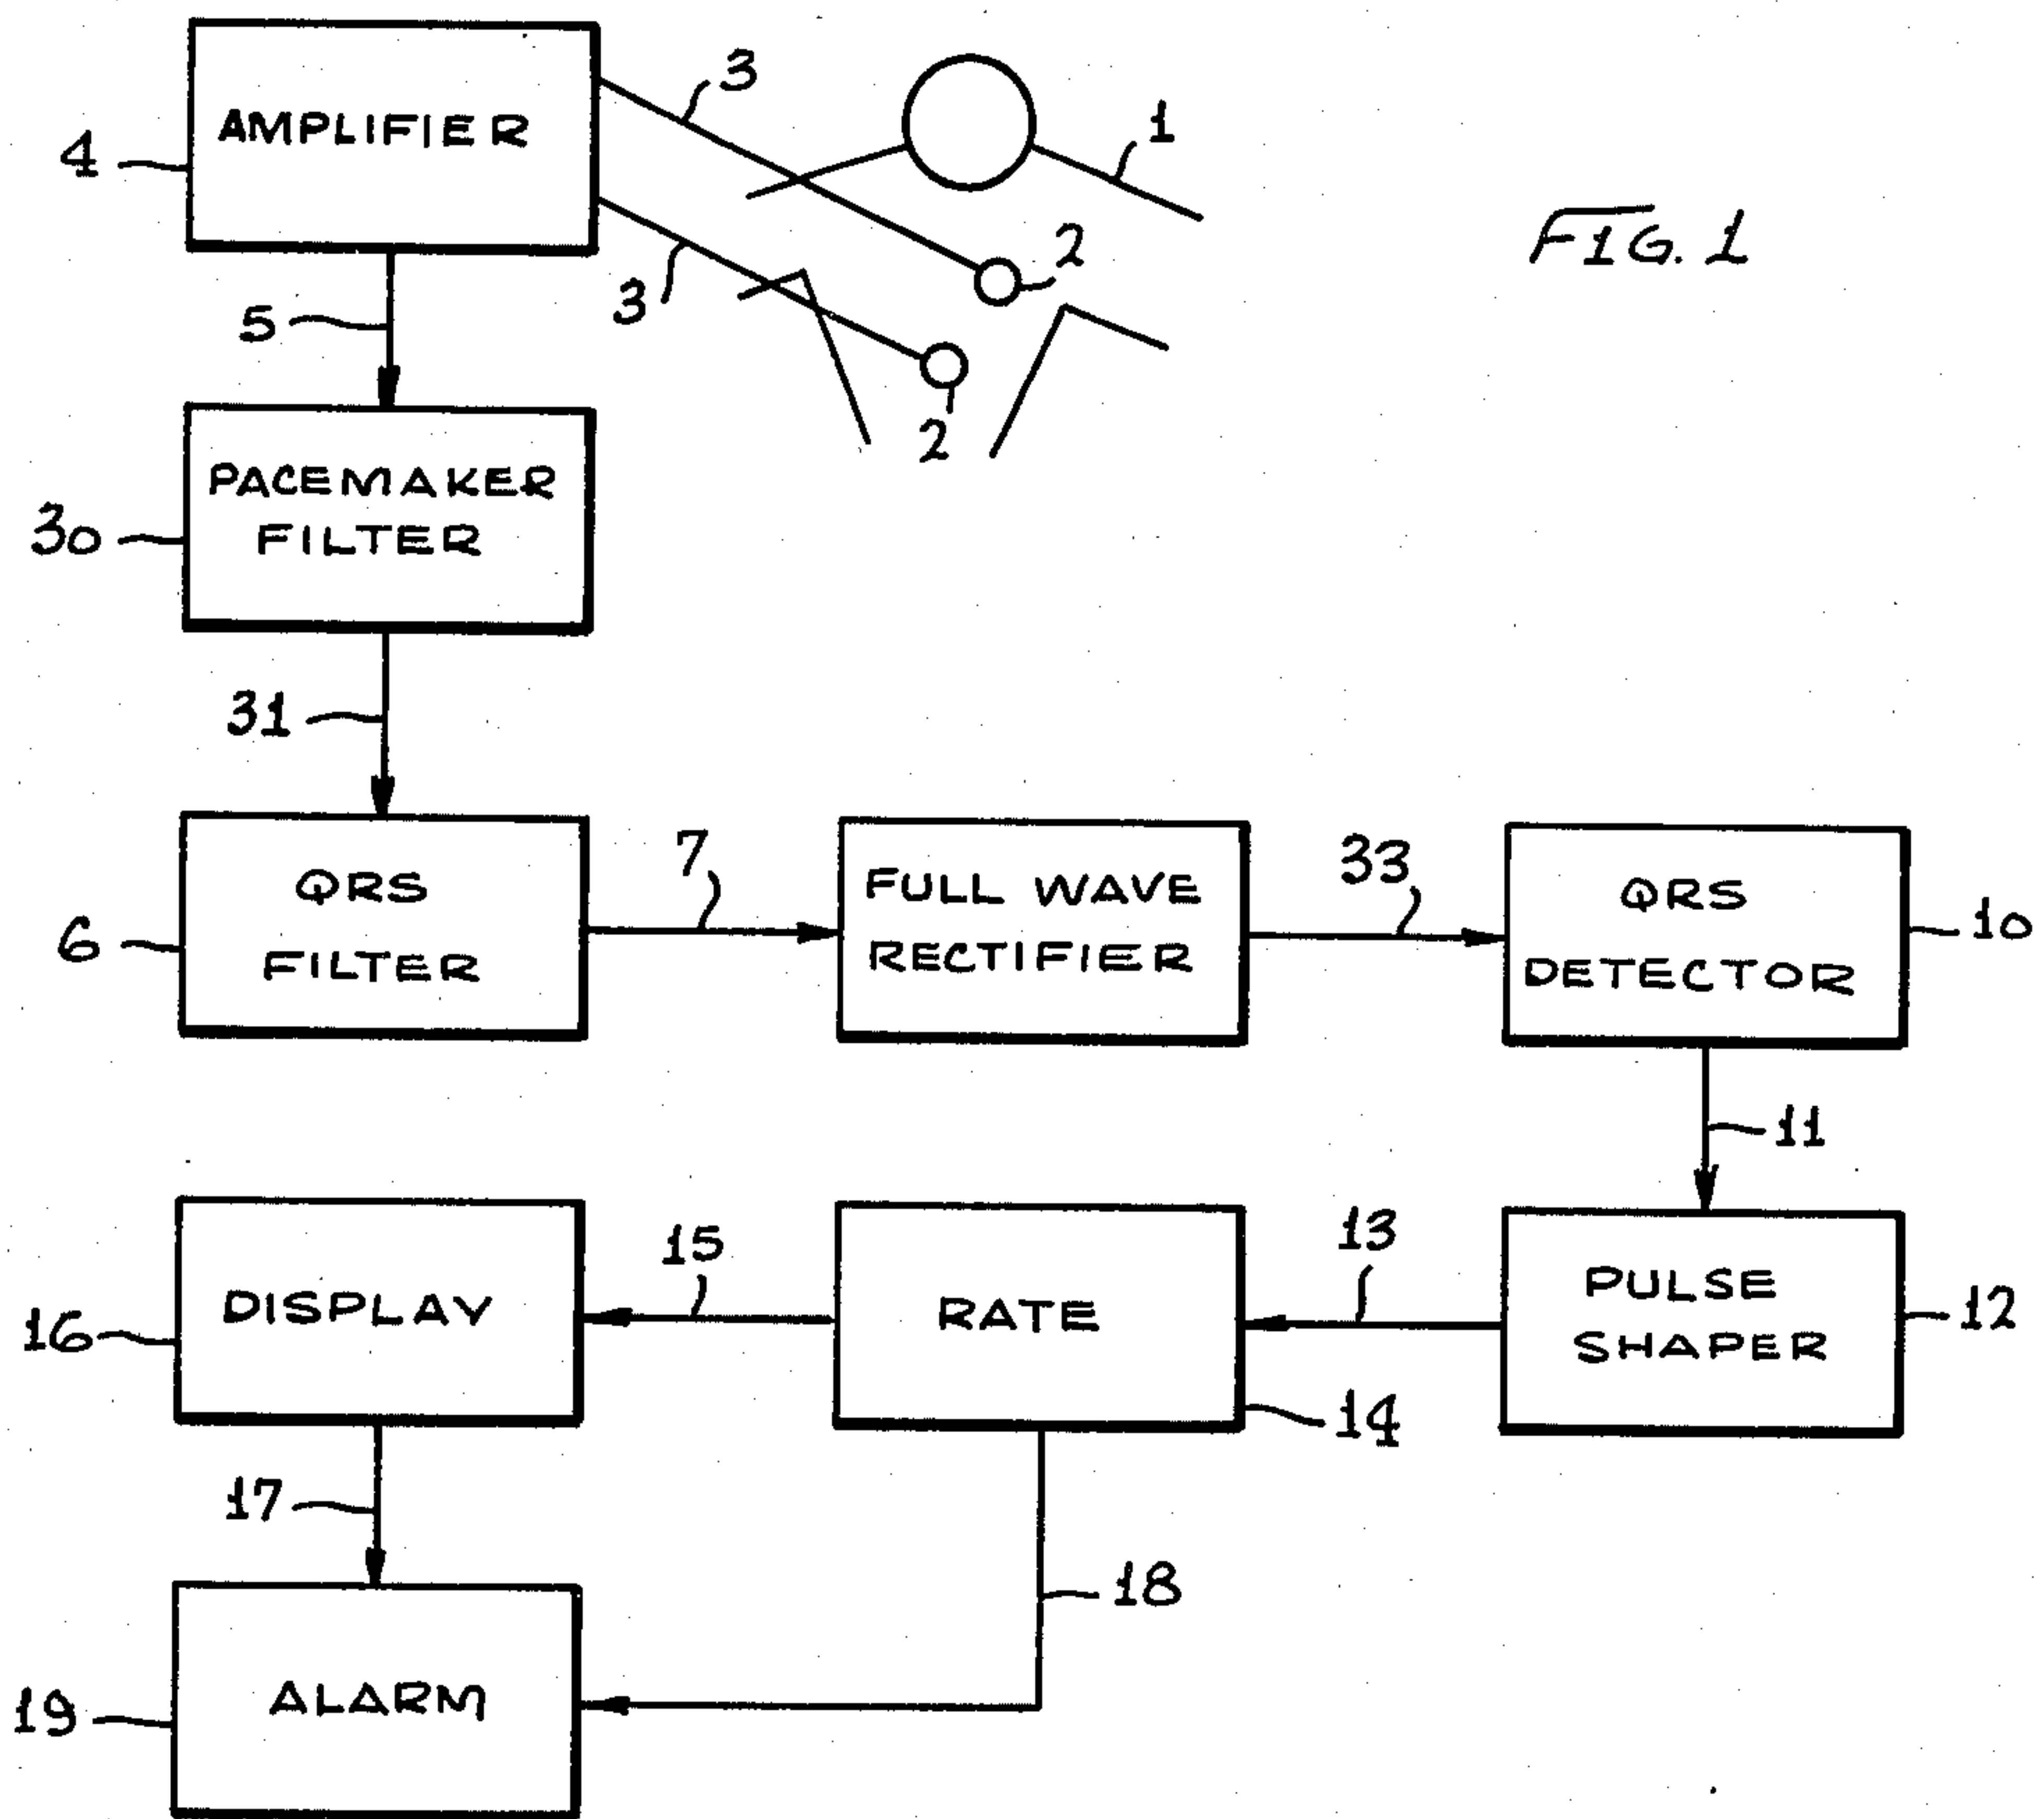 AMPLIFIER
4
3
3
1
2
2
FIG. 1
5
PACEMAKER
FILTER
30
31
QRS
FILTER
6
7
FULL WAVE
RECTIFIER
33
QRS
DETECTOR
10
11
PULSE
SHAPER
12
13
RATE
14
15
DISPLAY
16
17
18
ALARM
19